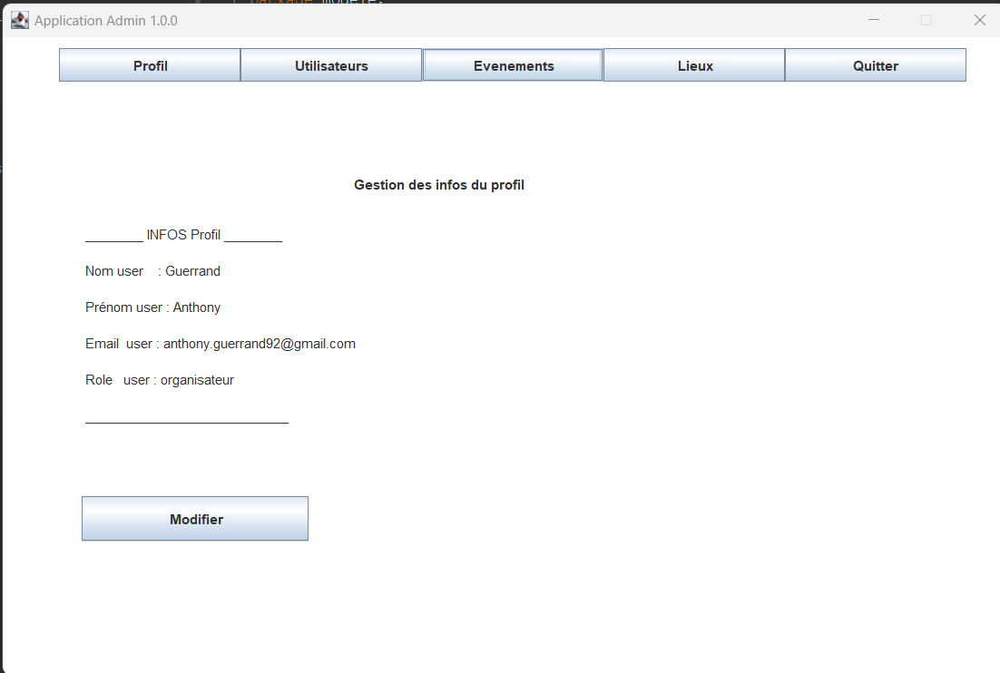 Application Admin 1.0.0
Profil Utilisateurs Evenements Lieux Quitter
Gestion des infos du profil
________ INFOS Profil ________
Nom user    : Guerrand
Prénom user : Anthony
Email  user : anthony.guerrand92@gmail.com
Role   user : organisateur
____________________________
Modifier